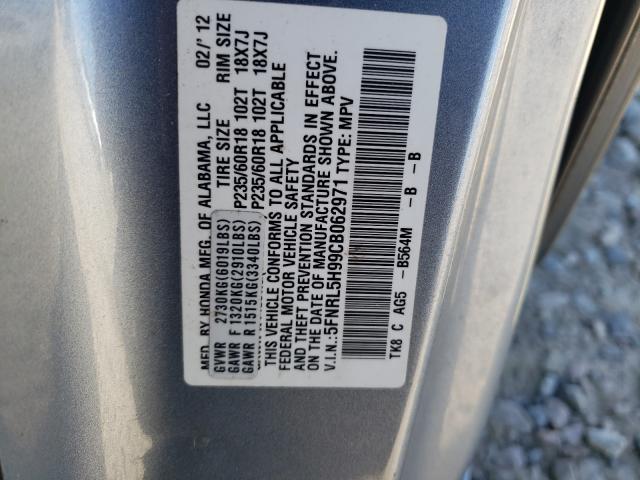 MFD BY HONDA MFG. OF ALABAMA, LLC 02/'12
GVWR 2730KG(6019LBS) TIRE SIZE RIM SIZE
GAWR F 1320KG(2910LBS) P235/60R18 102T 18X7J
GAWR R 1515KG(3340LBS) P235/60R18 102T 18X7J
THIS VEHICLE CONFORMS TO ALL APPLICABLE
FEDERAL MOTOR VEHICLE SAFETY
AND THEFT PREVENTION STANDARDS IN EFFECT
ON THE DATE OF MANUFACTURE SHOWN ABOVE.
V.I.N.:5FNRL5H99CB062971 TYPE: MPV
TK8 C AG5 -B564M -B -B